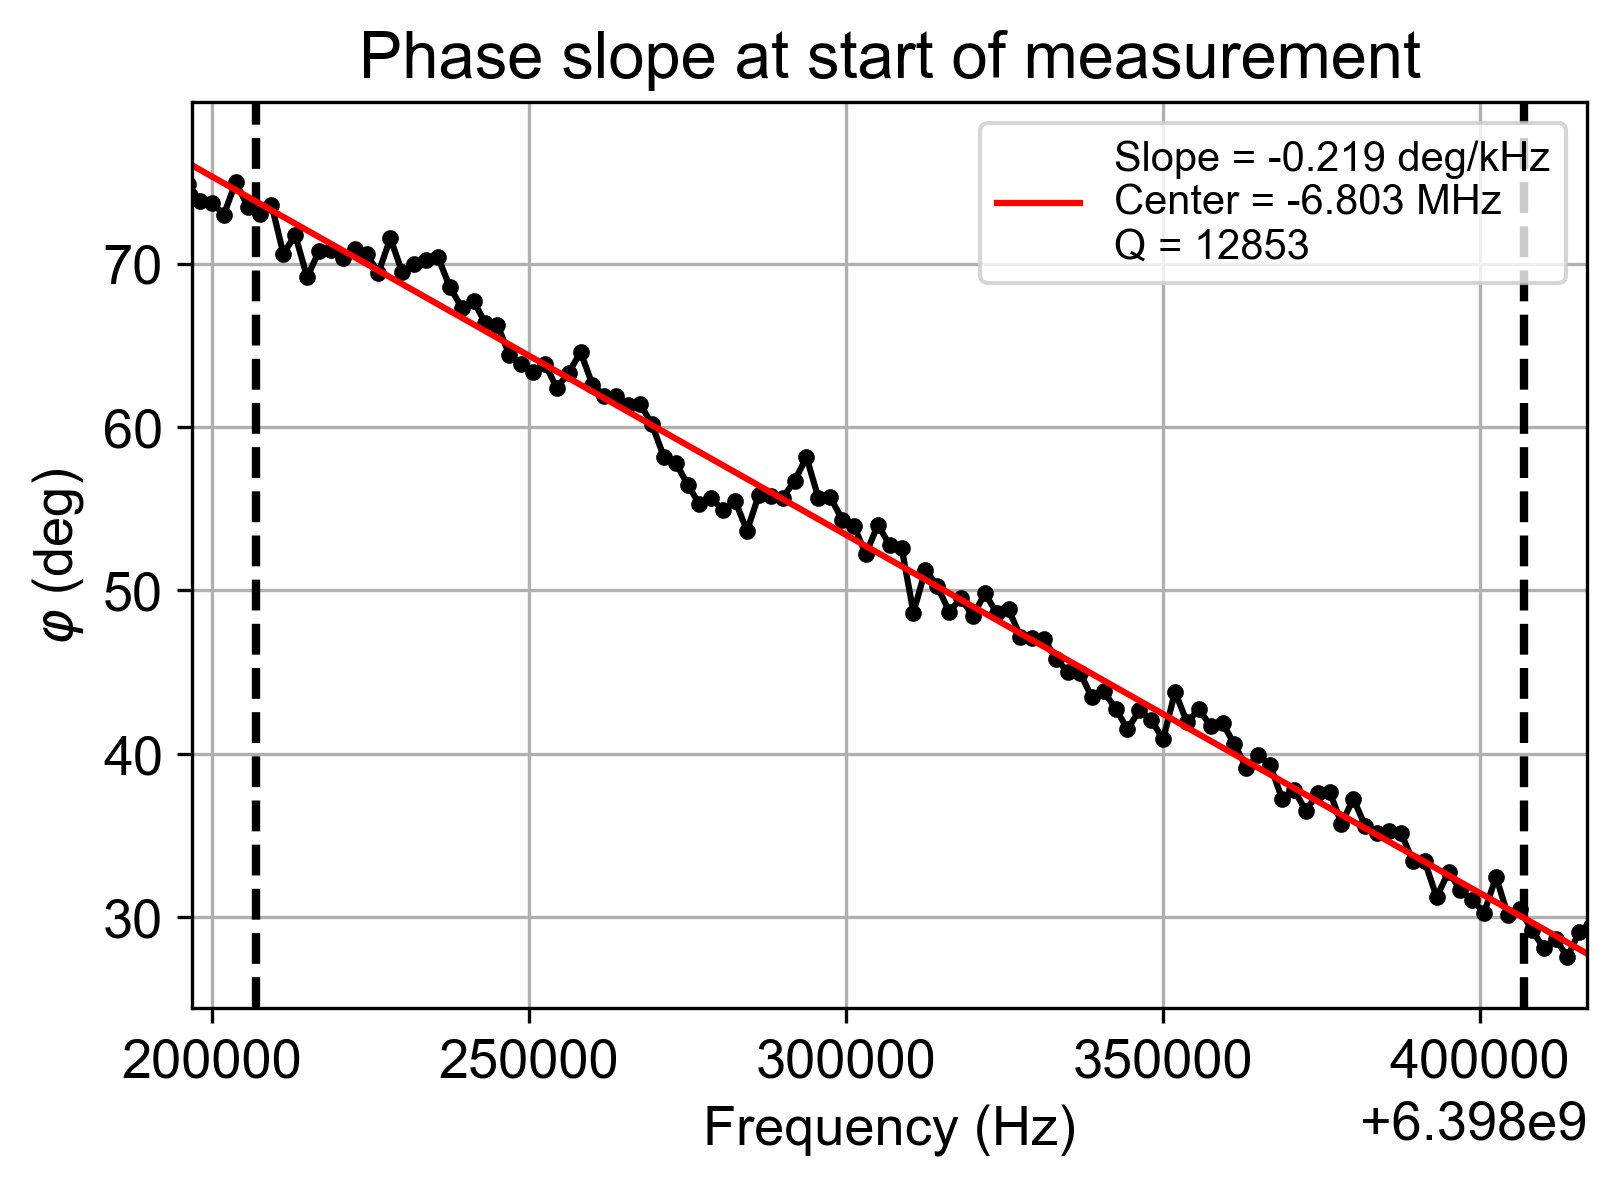 Phase slope at start of measurement
Slope = -0.219 deg/kHz
Center = -6.803 MHz
Q = 12853
70
60
50
40
30
φ (deg)
200000 250000 300000 350000 400000
+6.398e9
Frequency (Hz)